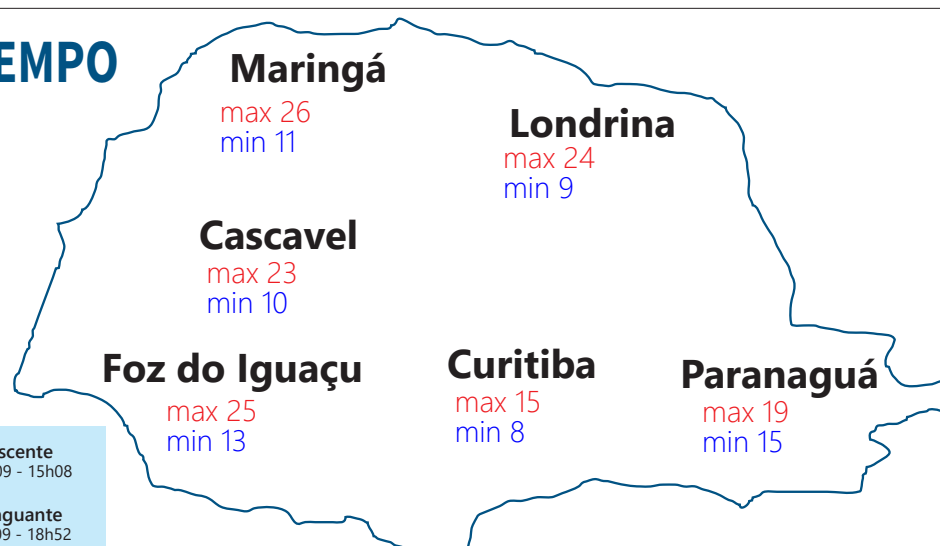 EMPO
Maringá
max 26
min 11
Londrina
max 24
min 9
Cascavel
max 23
min 10
Foz do Iguaçu
max 25
min 13
Curitiba
max 15
min 8
Paranaguá
max 19
min 15
scente
09 - 15h08
guante
09 - 18h52